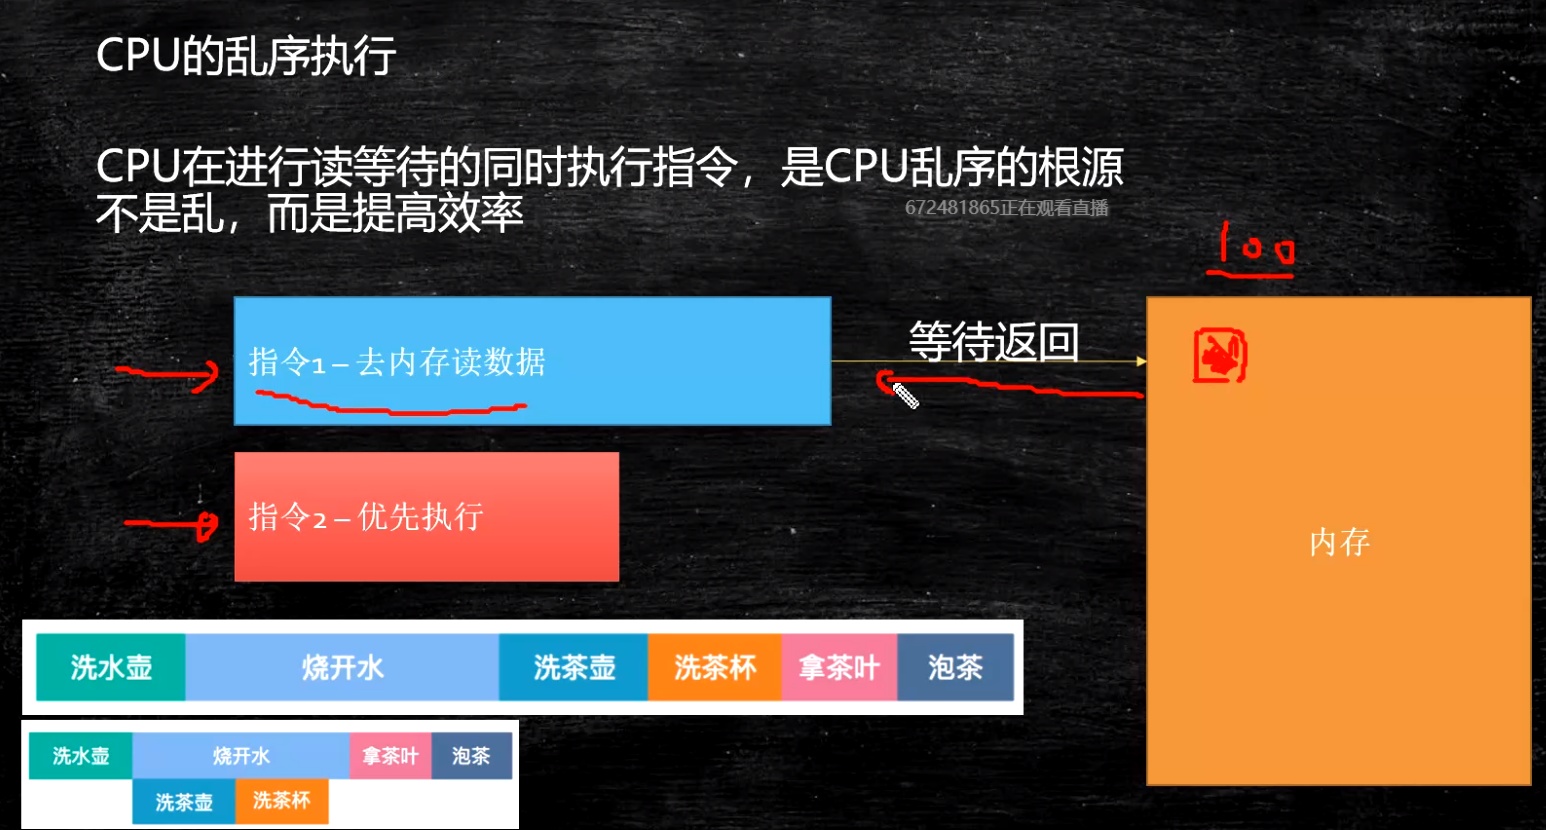 CPU的乱序执行
CPU在进行读等待的同时执行指令，是CPU乱序的根源
不是乱，而是提高效率
672481865正在观看直播
100
指令1 – 去内存读数据
等待返回
指令2 – 优先执行
内存
洗水壶 烧开水 洗茶壶 洗茶杯 拿茶叶 泡茶
洗水壶 烧开水 拿茶叶 泡茶
洗茶壶 洗茶杯